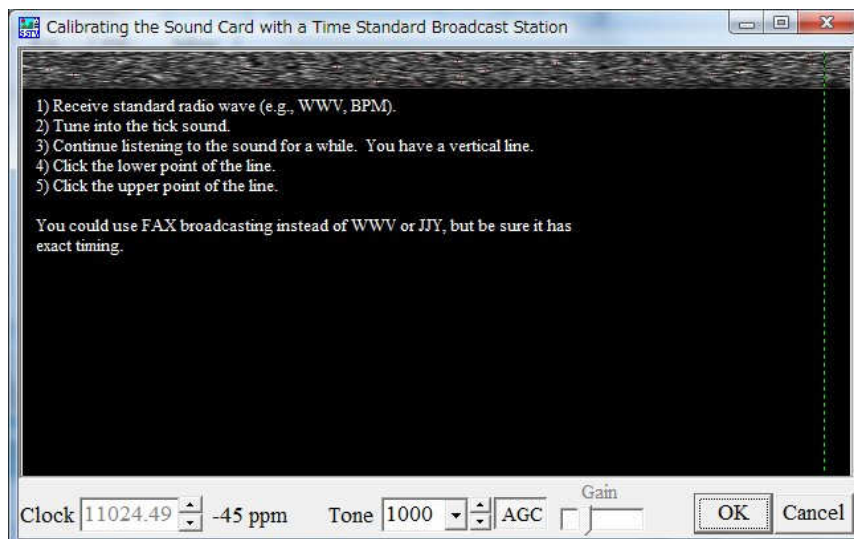 Calibrating the Sound Card with a Time Standard Broadcast Station
1) Receive standard radio wave (e.g., WWV, BPM).
2) Tune into the tick sound.
3) Continue listening to the sound for a while. You have a vertical line.
4) Click the lower point of the line.
5) Click the upper point of the line.
You could use FAX broadcasting instead of WWV or JJY, but be sure it has
exact timing.
Gain
Clock 11024.49 -45 ppm Tone 1000 AGC OK Cancel